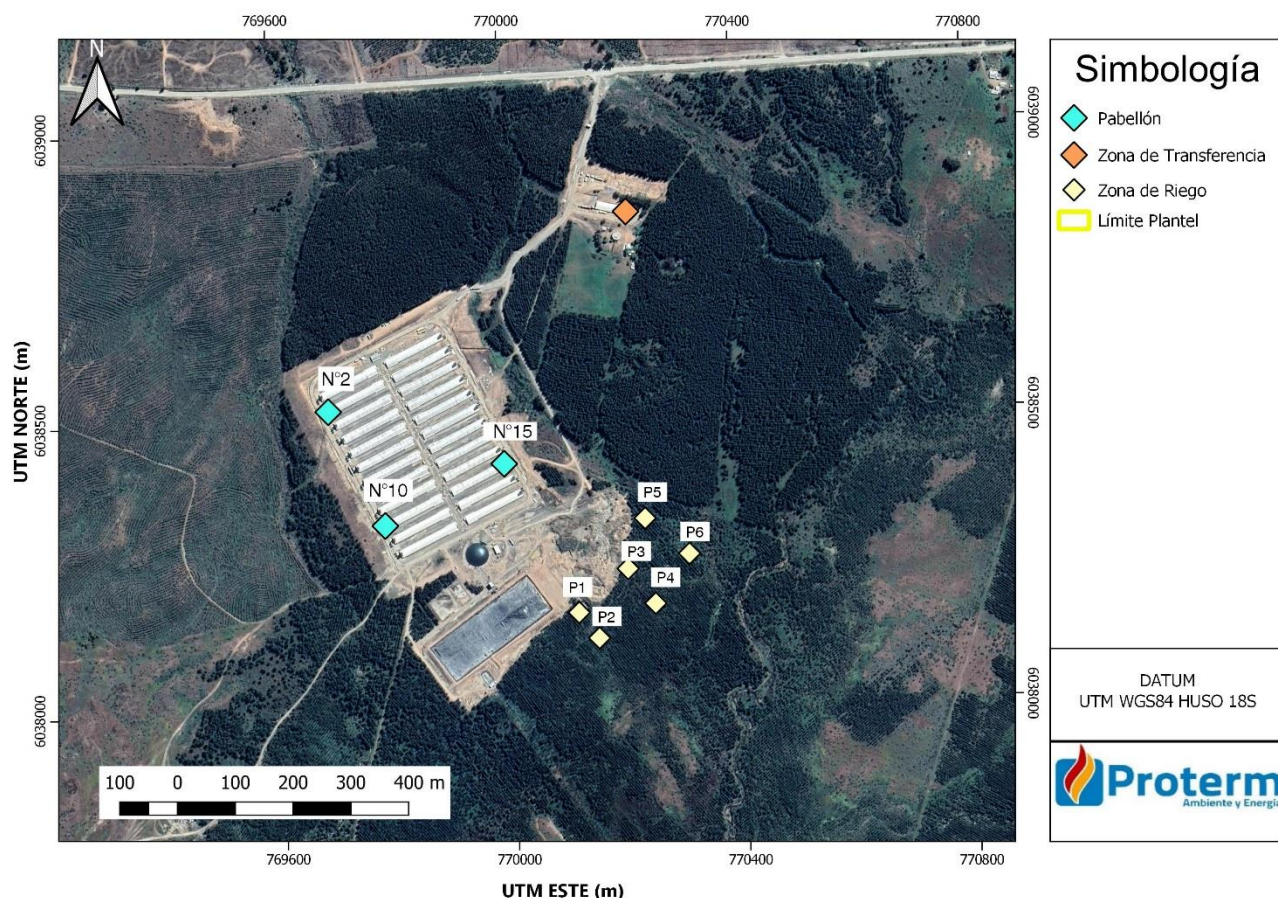 769600
770000
770400
770800
N
6039000
6038500
6038000
UTM NORTE (m)
N°2
N°15
N°10
P5
P6
P3
P4
P1
P2
6039000
6038500
6038000
100 0 100 200 300 400 m
769600
770000
770400
770800
UTM ESTE (m)
Simbología
Pabellón
Zona de Transferencia
Zona de Riego
Límite Plantel
DATUM
UTM WGS84 HUSO 18S
Proterm
Ambiente y Energía